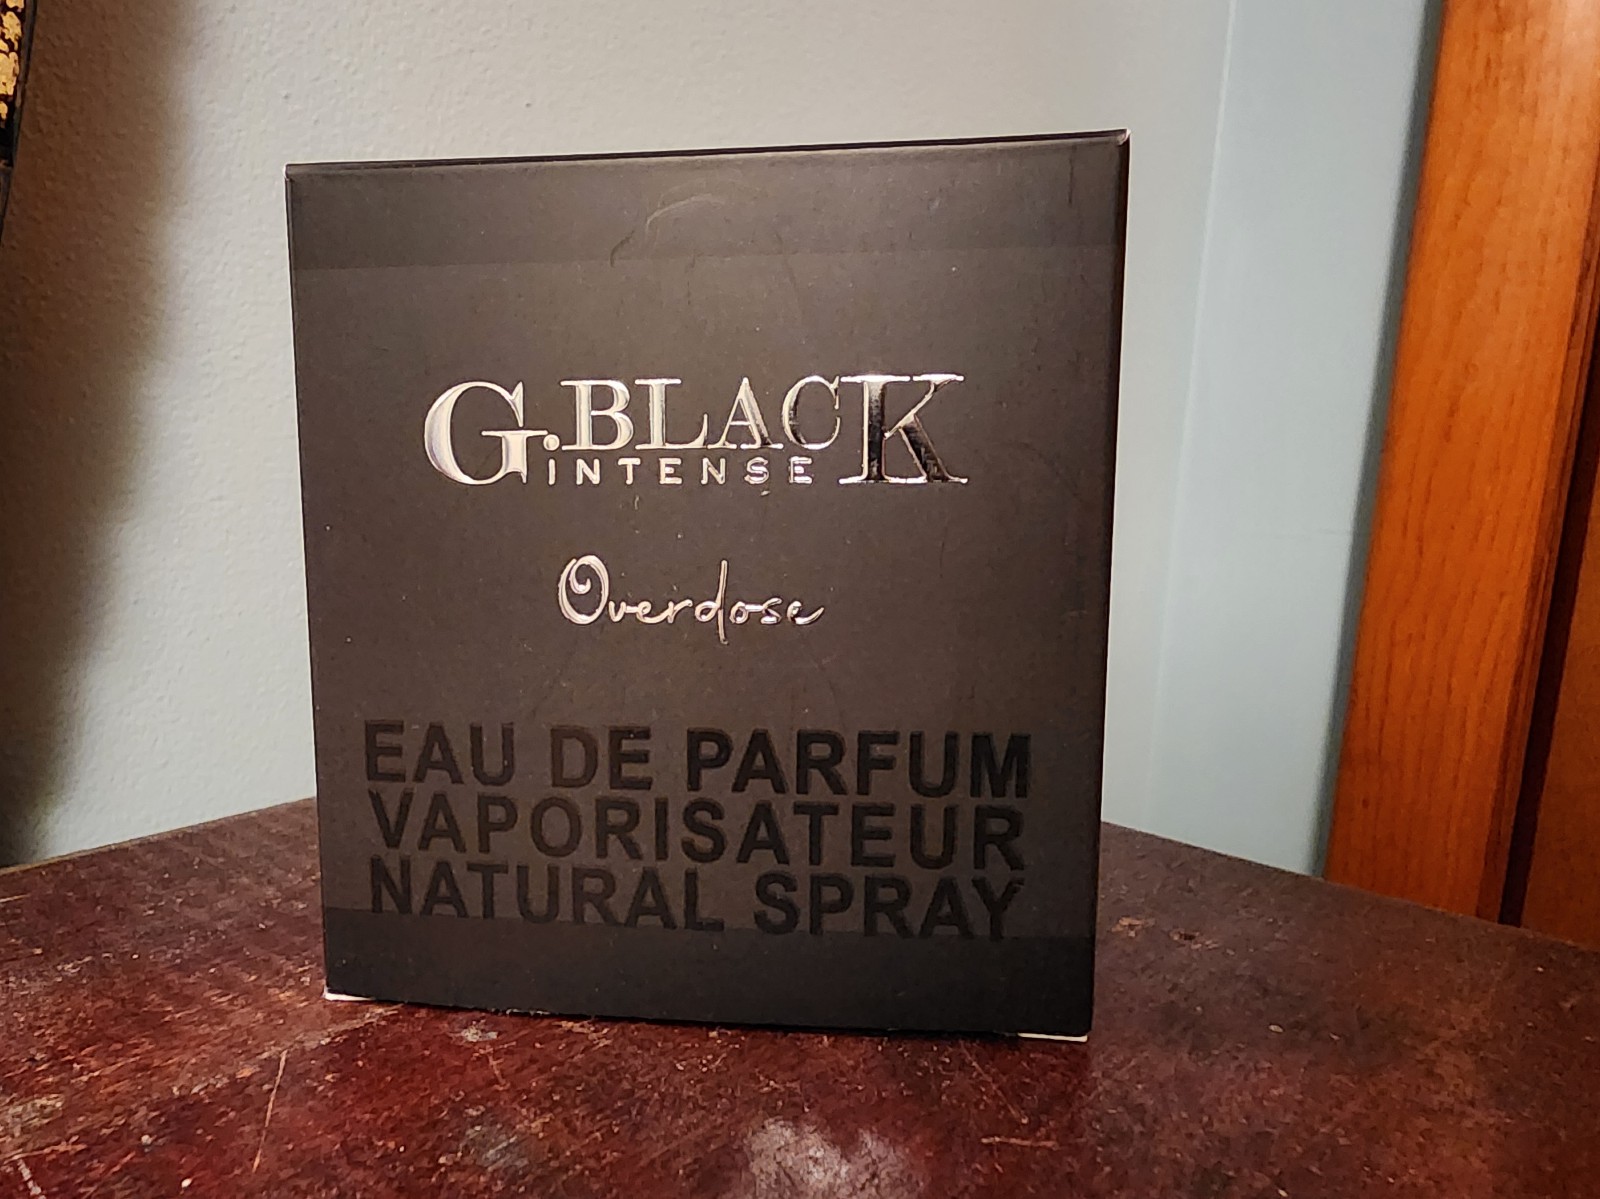 G.BLACK
INTENSE
Overdose
EAU DE PARFUM
VAPORISATEUR
NATURAL SPRAY